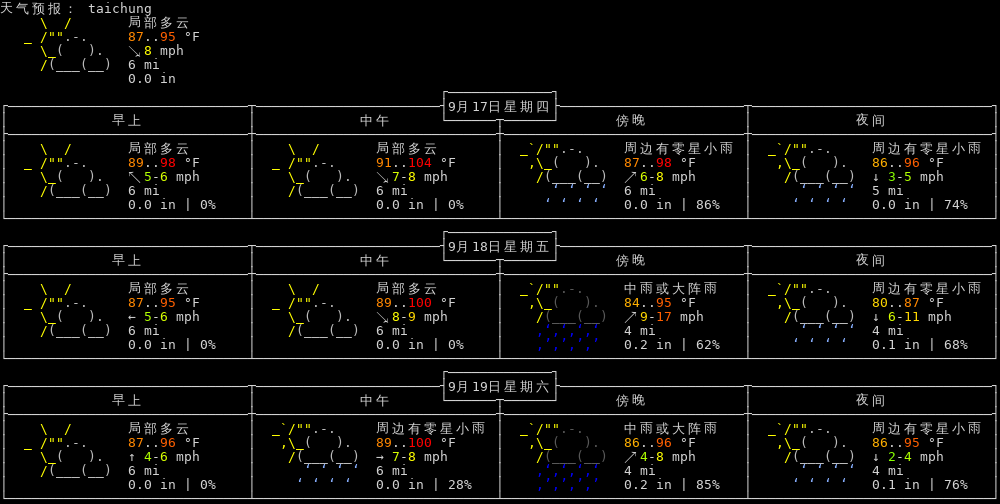 天气预报： taichung
局部多云
87..95 °F
↘8 mph
6 mi
0.0 in
9月17日星期四
早上 中午 傍晚 夜间
局部多云 局部多云 周边有零星小雨 周边有零星小雨
89..98 °F 91..104 °F 87..98 °F 86..96 °F
↖5-6 mph ↘7-8 mph ↗6-8 mph ↓ 3-5 mph
6 mi 6 mi 6 mi 5 mi
0.0 in | 0% 0.0 in | 0% 0.0 in | 86% 0.0 in | 74%
9月18日星期五
早上 中午 傍晚 夜间
局部多云 局部多云 中雨或大阵雨 周边有零星小雨
87..95 °F 89..100 °F 84..95 °F 80..87 °F
← 5-6 mph ↘8-9 mph ↗9-17 mph ↓ 6-11 mph
6 mi 6 mi 4 mi 4 mi
0.0 in | 0% 0.0 in | 0% 0.2 in | 62% 0.1 in | 68%
9月19日星期六
早上 中午 傍晚 夜间
局部多云 周边有零星小雨 中雨或大阵雨 周边有零星小雨
87..96 °F 89..100 °F 86..96 °F 86..95 °F
↑ 4-6 mph → 7-8 mph ↗4-8 mph ↓ 2-4 mph
6 mi 6 mi 4 mi 4 mi
0.0 in | 0% 0.0 in | 28% 0.2 in | 85% 0.1 in | 76%